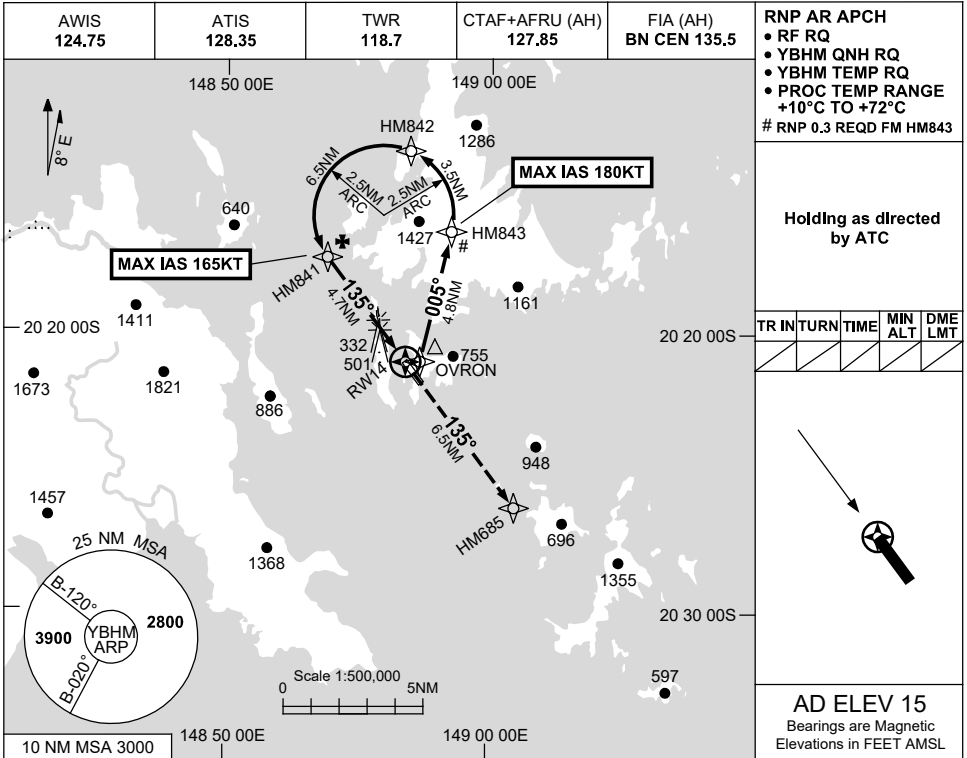 AWIS
124.75
ATIS
128.35
TWR
118.7
CTAF+AFRU (AH)
127.85
FIA (AH)
BN CEN 135.5
RNP AR APCH
• RF RQ
• YBHM QNH RQ
• YBHM TEMP RQ
• PROC TEMP RANGE
+10°C TO +72°C
# RNP 0.3 REQD FM HM843
Holding as directed
by ATC
TR IN
TURN
TIME
MIN
ALT
DME
LMT
148 50 00E
149 00 00E
8° E
HM842
1286
MAX IAS 180KT
6.5NM
3.5NM
2.5NM
ARC
2.5NM
ARC
640
1427
HM843
#
MAX IAS 165KT
HM841
135°
4.7NM
005°
4.8NM
1161
1411
20 20 00S
20 20 00S
332
501
RW14
755
OVRON
1673
1821
886
135°
6.5NM
948
1457
HM685
696
1368
1355
25 NM MSA
B-120°
3900
YBHM
ARP
2800
B-020°
20 30 00S
Scale 1:500,000
0
5NM
597
10 NM MSA 3000
148 50 00E
149 00 00E
AD ELEV 15
Bearings are Magnetic
Elevations in FEET AMSL